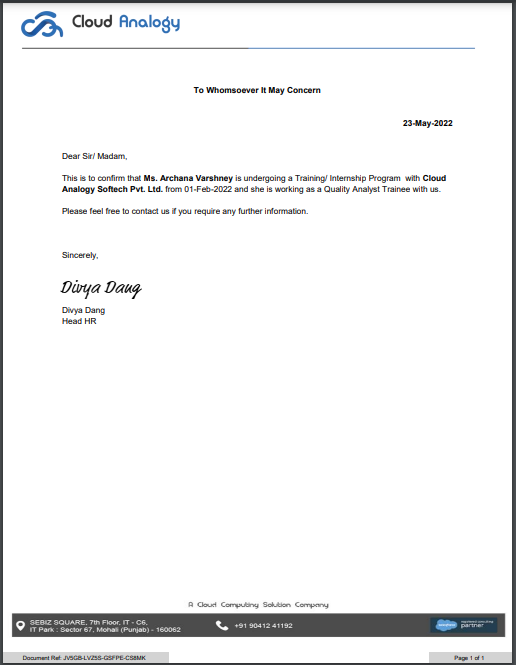 Cloud Analogy
To Whomsoever It May Concern
23-May-2022
Dear Sir/ Madam,
This is to confirm that Ms. Archana Varshney is undergoing a Training/ Internship Program with Cloud
Analogy Softech Pvt. Ltd. from 01-Feb-2022 and she is working as a Quality Analyst Trainee with us.
Please feel free to contact us if you require any further information.
Sincerely,
Divya Dang
Divya Dang
Head HR
A Cloud Computing Solution Company
SEBIZ SQUARE, 7th Floor, IT - C6,
IT Park : Sector 67, Mohali (Punjab) - 160062
+91 90412 41192
salesforce
partner
Document Ref: JV5GB-LVZ5S-GSFPE-CS8MK
Page 1 of 1